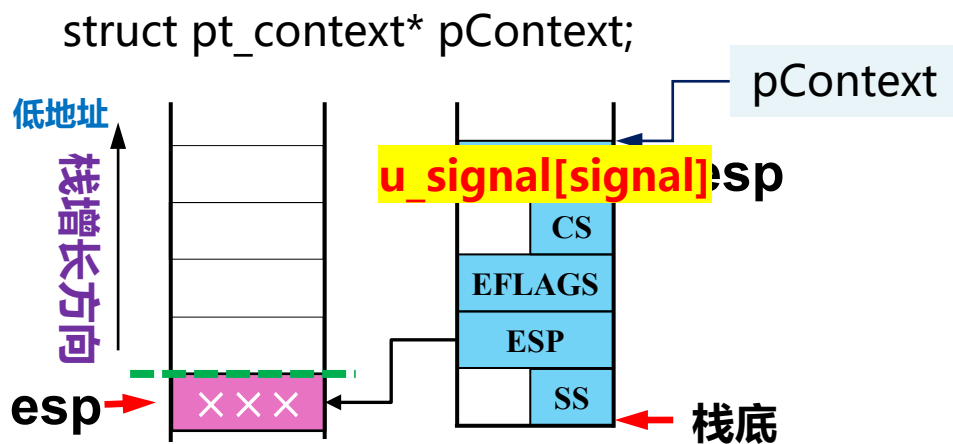 struct pt_context* pContext;
pContext
低地址
栈增长方向
u_signal[signal]
esp
CS
EFLAGS
ESP
SS
esp
×××
栈底